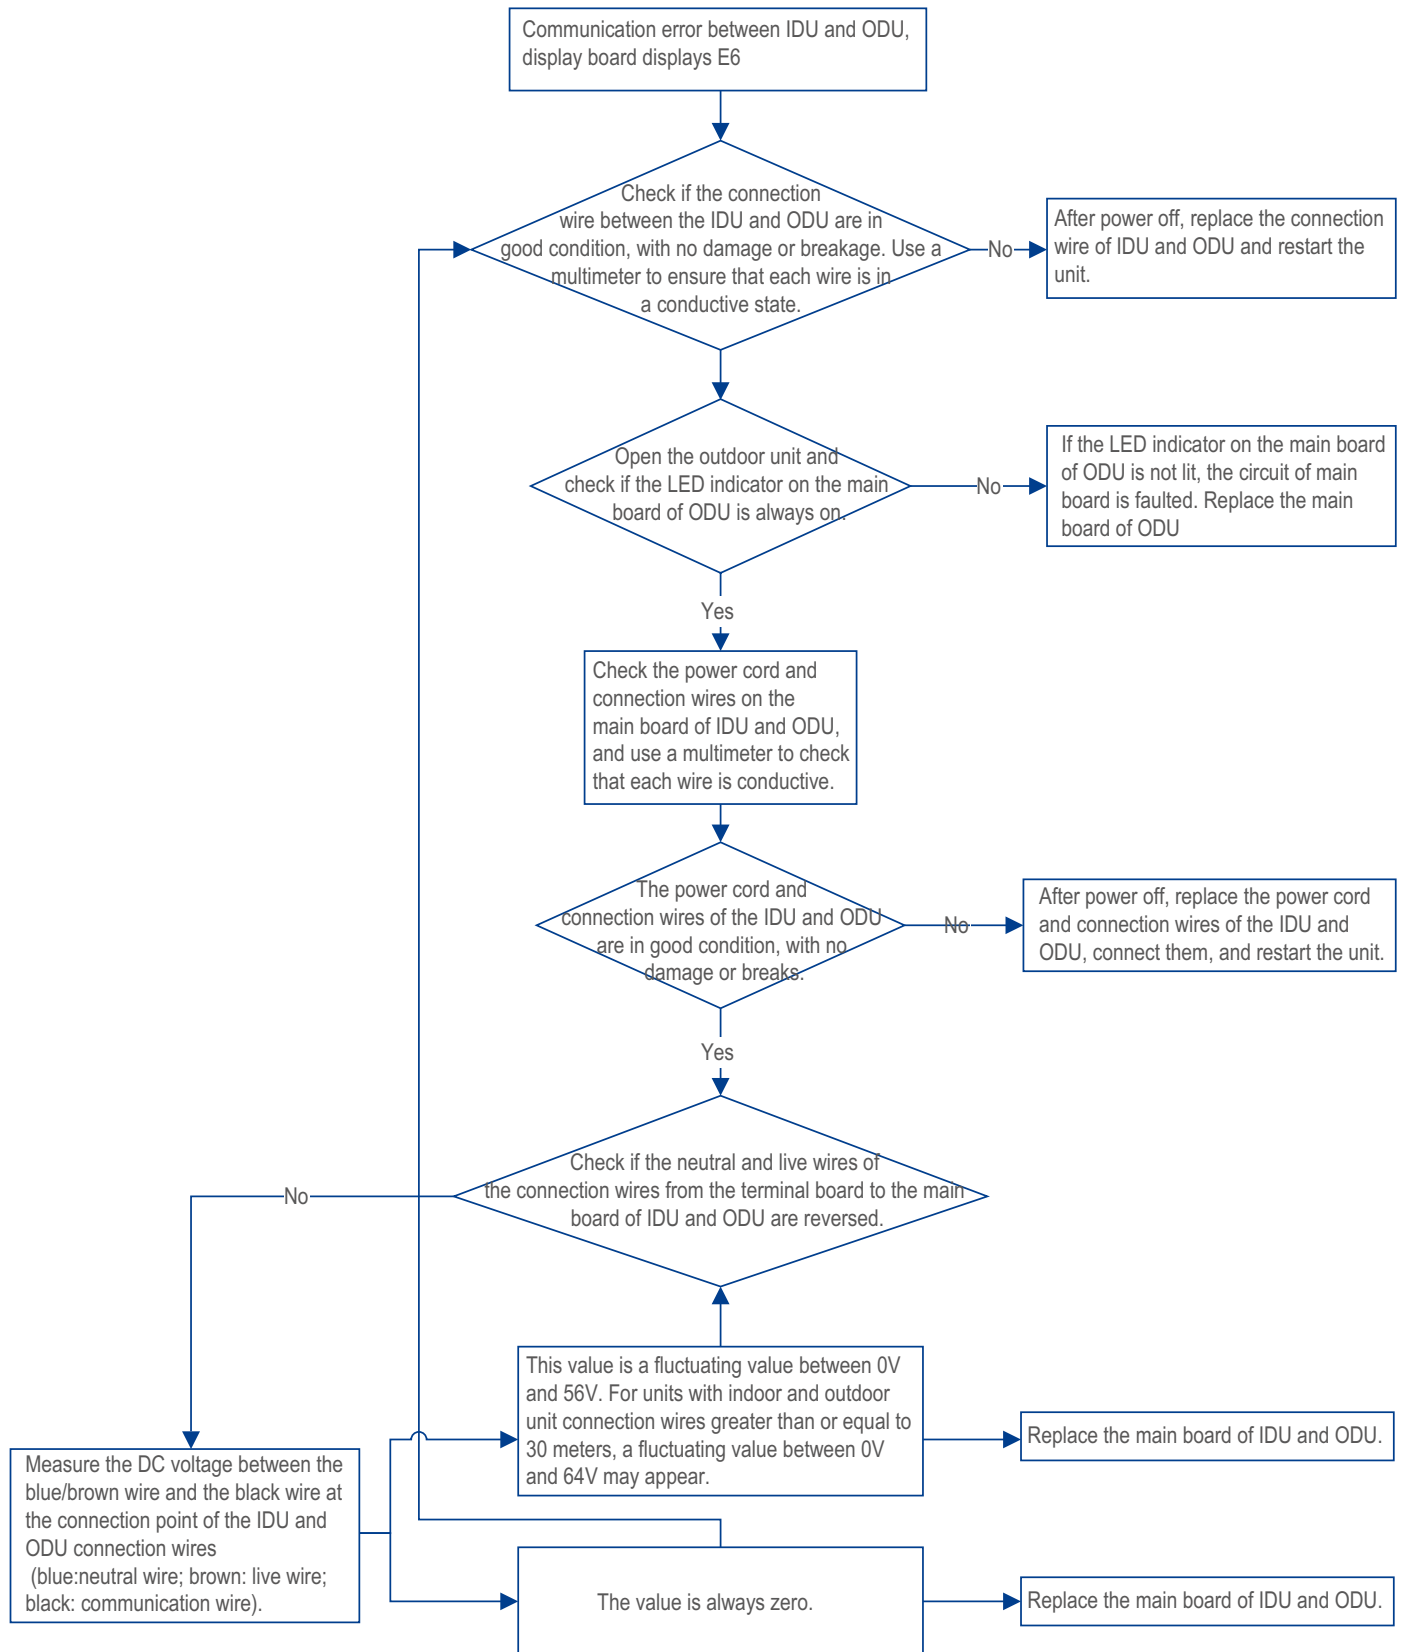 Communication error between IDU and ODU,
display board displays E6
Check if the connection
wire between the IDU and ODU are in
good condition, with no damage or breakage. Use a
multimeter to ensure that each wire is in
a conductive state.
No
After power off, replace the connection
wire of IDU and ODU and restart the
unit.
Open the outdoor unit and
check if the LED indicator on the main
board of ODU is always on.
No
If the LED indicator on the main board
of ODU is not lit, the circuit of main
board is faulted. Replace the main
board of ODU
Yes
Check the power cord and
connection wires on the
main board of IDU and ODU,
and use a multimeter to check
that each wire is conductive.
The power cord and
connection wires of the IDU and ODU
are in good condition, with no
damage or breaks.
No
After power off, replace the power cord
and connection wires of the IDU and
ODU, connect them, and restart the unit.
Yes
Check if the neutral and live wires of
the connection wires from the terminal board to the main
board of IDU and ODU are reversed.
No
This value is a fluctuating value between 0V
and 56V. For units with indoor and outdoor
unit connection wires greater than or equal to
30 meters, a fluctuating value between 0V
and 64V may appear.
Replace the main board of IDU and ODU.
Measure the DC voltage between the
blue/brown wire and the black wire at
the connection point of the IDU and
ODU connection wires
(blue:neutral wire; brown: live wire;
black: communication wire).
The value is always zero.
Replace the main board of IDU and ODU.